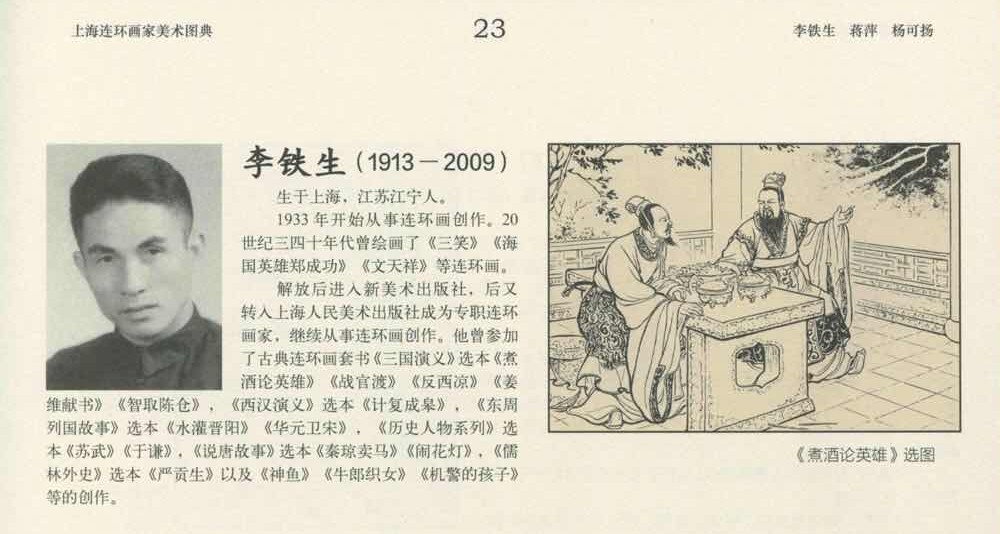 上海连环画家美术图典
23
李铁生 蒋萍 杨可扬
李铁生(1913－2009)
生于上海，江苏江宁人。
1933年开始从事连环画创作。20
世纪三四十年代曾绘画了《三笑》《海
国英雄郑成功》《文天祥》等连环画。
解放后进入新美术出版社，后又
转入上海人民美术出版社成为专职连环
画家，继续从事连环画创作。他曾参加
了古典连环画套书《三国演义》选本《煮
酒论英雄》《战官渡》《反西凉》《姜
维献书》《智取陈仓》，《西汉演义》选本《计复成皋》，《东周
列国故事》选本《水灌晋阳》《华元卫宋》，《历史人物系列》选
本《苏武》《于谦》，《说唐故事》选本《秦琼卖马》《闹花灯》，《儒
林外史》选本《严贡生》以及《神鱼》《牛郎织女》《机警的孩子》
等的创作。
《煮酒论英雄》选图